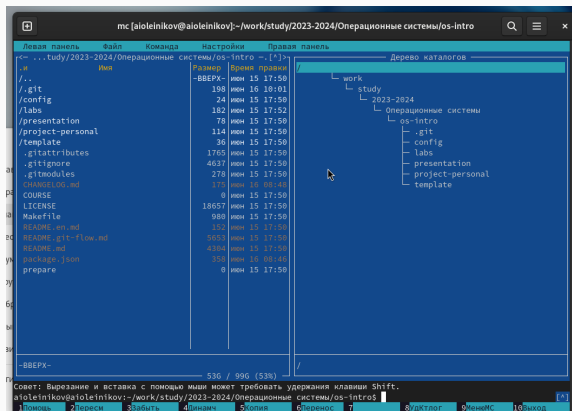 mc [aioleinikov@aioleinikov]:~/work/study/2023-2024/Операционные системы/os-intro
Левая панель Файл Команда Настройки Правая панель
<— ...tudy/2023-2024/Операционные системы/os-intro —.[^]>
.и Имя Размер Время правки
/.. -ВВЕРХ- июн 15 17:50
/.git 198 июн 16 10:01
/config 24 июн 15 17:50
/labs 182 июн 15 17:52
/presentation 78 июн 15 17:50
/project-personal 114 июн 15 17:50
/template 36 июн 15 17:50
.gitattributes 1765 июн 15 17:50
.gitignore 4637 июн 15 17:50
.gitmodules 278 июн 15 17:50
CHANGELOG.md 175 июн 16 00:48
COURSE 0 июн 15 17:50
LICENSE 18657 июн 15 17:50
Makefile 980 июн 15 17:50
README.en.md 152 июн 15 17:50
README.git-flow.md 5653 июн 15 17:50
README.md 4204 июн 15 17:50
package.json 358 июн 16 00:46
prepare 0 июн 15 17:50
-ВВЕРХ-
53G / 99G (53%)
Дерево каталогов
/
work
study
2023-2024
Операционные системы
os-intro
.git
config
labs
presentation
project-personal
template
/
Совет: Вырезание и вставка с помощью мыши может требовать удержания клавиши Shift.
aioleinikov@aioleinikov:~/work/study/2023-2024/Операционные системы/os-intro$ [^]
1Помощь 2Пересм 3Забыть 4Динамч 5Копия 6Перенос 7 8УдКтлог 9МенюMC 10Выход